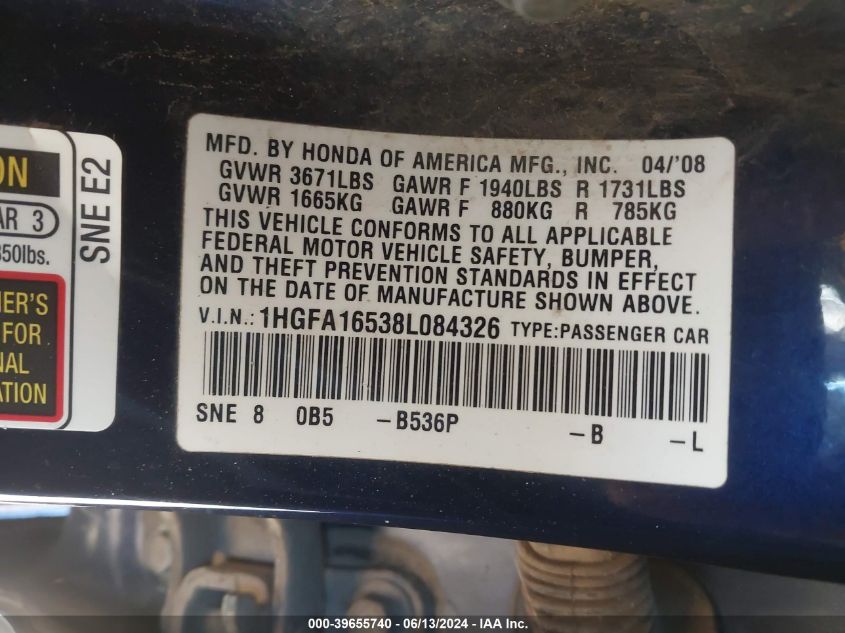 ON
AR 3
350lbs.
ER'S
FOR
NAL
ATION
SNE E2
MFD. BY HONDA OF AMERICA MFG., INC. 04/'08
GVWR 3671LBS GAWR F 1940LBS R 1731LBS
GVWR 1665KG GAWR F 880KG R 785KG
THIS VEHICLE CONFORMS TO ALL APPLICABLE
FEDERAL MOTOR VEHICLE SAFETY, BUMPER,
AND THEFT PREVENTION STANDARDS IN EFFECT
ON THE DATE OF MANUFACTURE SHOWN ABOVE.
V.I.N.: 1HGFA16538L084326 TYPE:PASSENGER CAR
SNE 8 0B5 -B536P -B -L
000-39655740 - 06/13/2024 - IAA Inc.